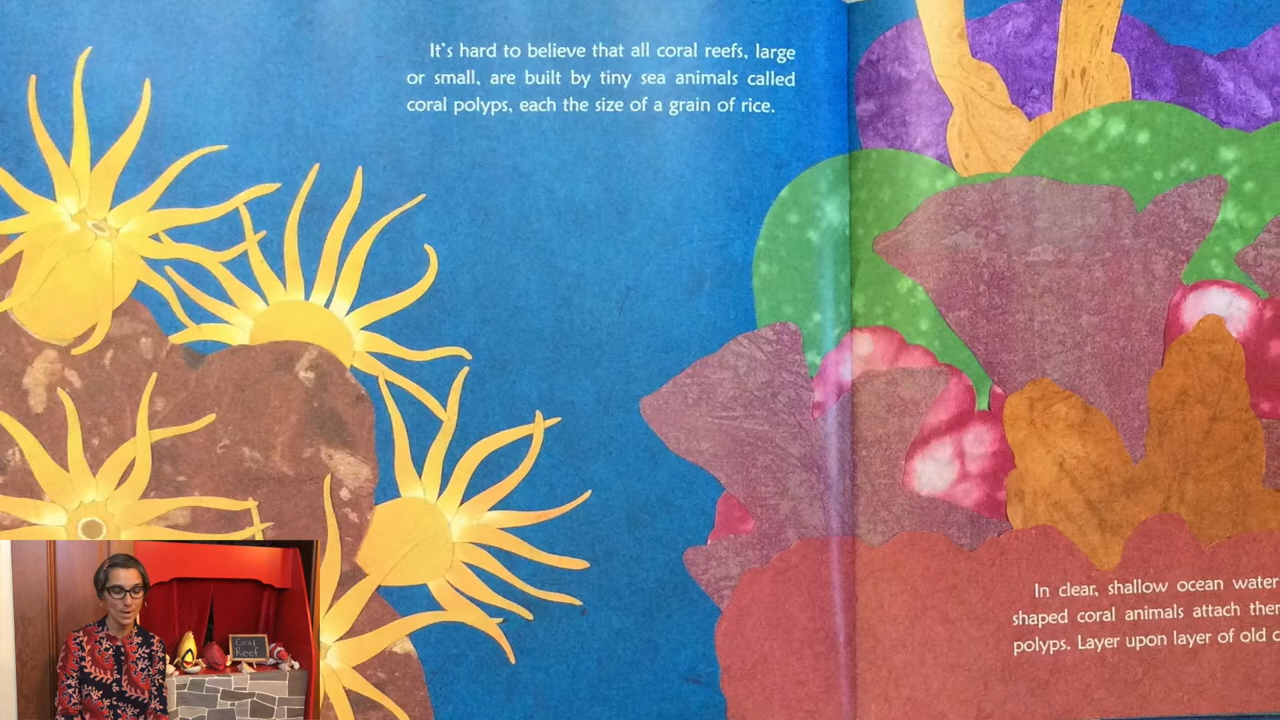 It's hard to believe that all coral reefs, large
or small, are built by tiny sea animals called
coral polyps, each the size of a grain of rice.
In clear, shallow ocean water
shaped coral animals attach
polyps. Layer upon layer of old
Coral
Reef